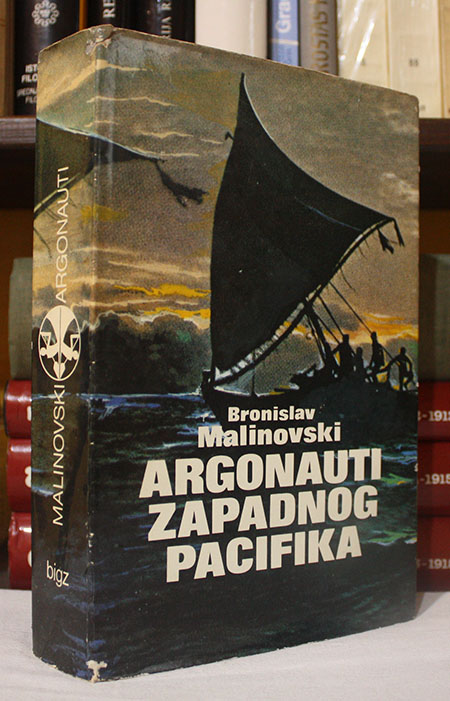 Bronislav
Malinovski
ARGONAUTI
ZAPADNOG
PACIFIKA
MALINOVSKI ARGONAUTI
bigz